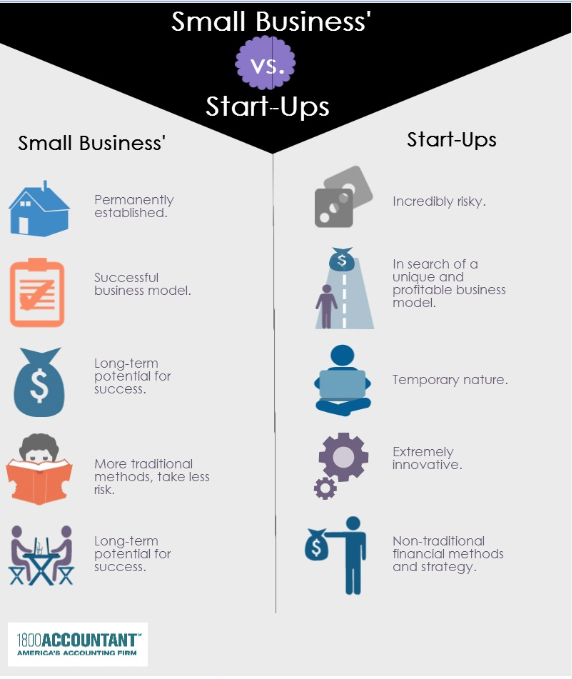 Small Business'
vs.
Start-Ups
Small Business'
Permanently
established.
Successful
business model.
Long-term
potential for
success.
More traditional
methods, take less
risk.
Long-term
potential for
success.
Start-Ups
Incredibly risky.
In search of a
unique and
profitable business
model.
Temporary nature.
Extremely
innovative.
Non-traditional
financial methods
and strategy.
1800ACCOUNTANT™
AMERICA'S ACCOUNTING FIRM